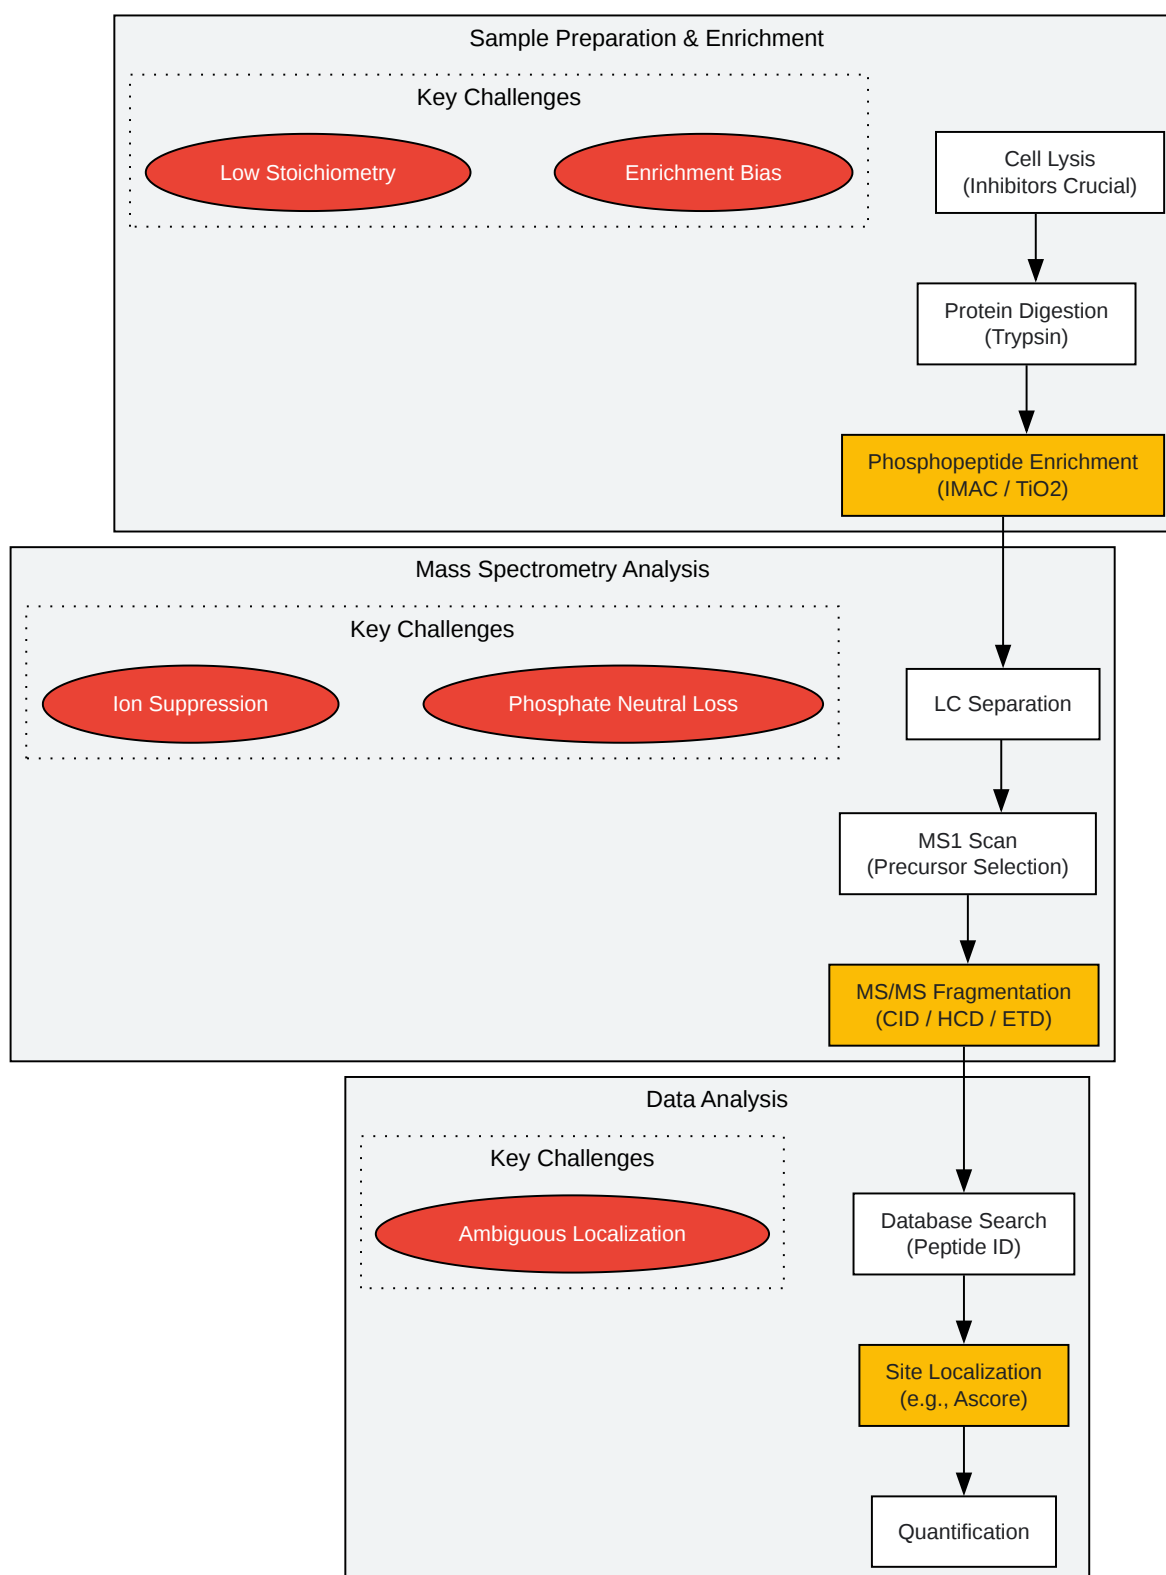 Sample Preparation & Enrichment
Key Challenges
Low Stoichiometry
Enrichment Bias
Cell Lysis
(Inhibitors Crucial)
Protein Digestion
(Trypsin)
Phosphopeptide Enrichment
(IMAC / TiO2)
Mass Spectrometry Analysis
Key Challenges
Ion Suppression
Phosphate Neutral Loss
LC Separation
MS1 Scan
(Precursor Selection)
MS/MS Fragmentation
(CID / HCD / ETD)
Data Analysis
Key Challenges
Ambiguous Localization
Database Search
(Peptide ID)
Site Localization
(e.g., Ascore)
Quantification